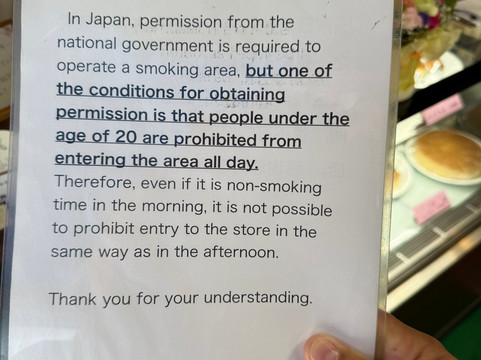 In Japan, permission from the
national government is required to
operate a smoking area, but one of
the conditions for obtaining
permission is that people under the
age of 20 are prohibited from
entering the area all day.
Therefore, even if it is non-smoking
time in the morning, it is not possible
to prohibit entry to the store in the
same way as in the afternoon.
Thank you for your understanding.